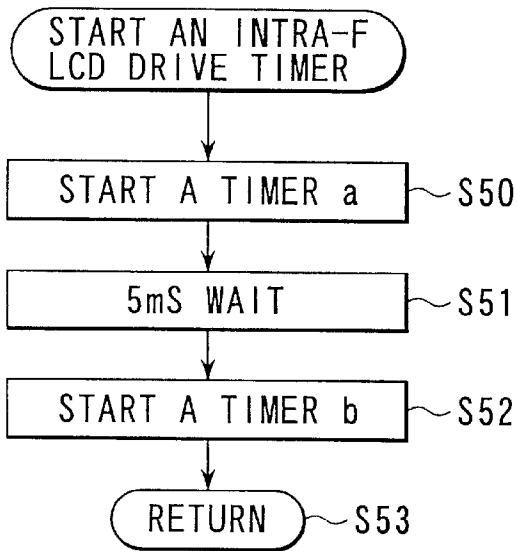 START AN INTRA-F
LCD DRIVE TIMER
START A TIMER a
S50
5mS WAIT
S51
START A TIMER b
S52
RETURN
S53